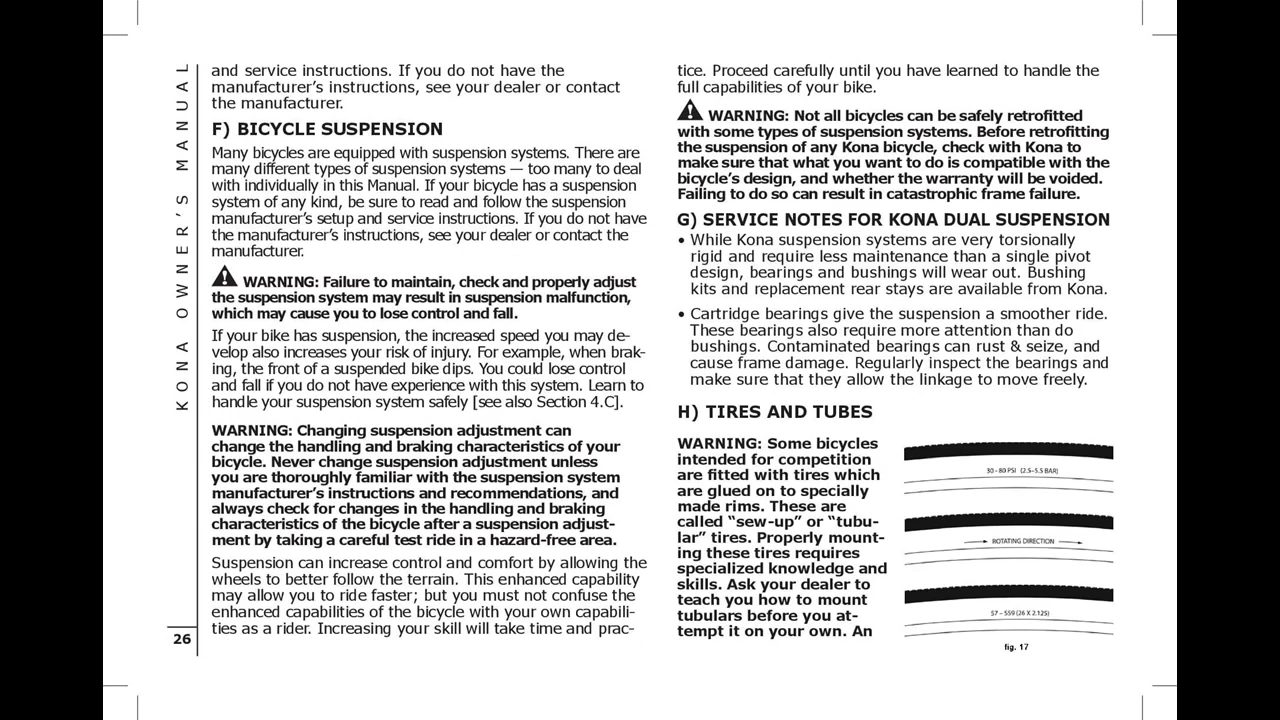 KONA OWNER'S MANUAL
and service instructions. If you do not have the
manufacturer's instructions, see your dealer or contact
the manufacturer.
F) BICYCLE SUSPENSION
Many bicycles are equipped with suspension systems. There are
many different types of suspension systems — too many to deal
with individually in this Manual. If your bicycle has a suspension
system of any kind, be sure to read and follow the suspension
manufacturer's setup and service instructions. If you do not have
the manufacturer's instructions, see your dealer or contact the
manufacturer.
WARNING: Failure to maintain, check and properly adjust
the suspension system may result in suspension malfunction,
which may cause you to lose control and fall.
If your bike has suspension, the increased speed you may de-
velop also increases your risk of injury. For example, when brak-
ing, the front of a suspended bike dips. You could lose control
and fall if you do not have experience with this system. Learn to
handle your suspension system safely [see also Section 4.C].
WARNING: Changing suspension adjustment can
change the handling and braking characteristics of your
bicycle. Never change suspension adjustment unless
you are thoroughly familiar with the suspension system
manufacturer's instructions and recommendations, and
always check for changes in the handling and braking
characteristics of the bicycle after a suspension adjust-
ment by taking a careful test ride in a hazard-free area.
Suspension can increase control and comfort by allowing the
wheels to better follow the terrain. This enhanced capability
may allow you to ride faster; but you must not confuse the
enhanced capabilities of the bicycle with your own capabili-
ties as a rider. Increasing your skill will take time and prac-
26
tice. Proceed carefully until you have learned to handle the
full capabilities of your bike.
WARNING: Not all bicycles can be safely retrofitted
with some types of suspension systems. Before retrofitting
the suspension of any Kona bicycle, check with Kona to
make sure that what you want to do is compatible with the
bicycle's design, and whether the warranty will be voided.
Failing to do so can result in catastrophic frame failure.
G) SERVICE NOTES FOR KONA DUAL SUSPENSION
• While Kona suspension systems are very torsionally
rigid and require less maintenance than a single pivot
design, bearings and bushings will wear out. Bushing
kits and replacement rear stays are available from Kona.
• Cartridge bearings give the suspension a smoother ride.
These bearings also require more attention than do
bushings. Contaminated bearings can rust & seize, and
cause frame damage. Regularly inspect the bearings and
make sure that they allow the linkage to move freely.
H) TIRES AND TUBES
WARNING: Some bicycles
intended for competition
are fitted with tires which
are glued on to specially
made rims. These are
called “sew-up” or “tubu-
lar” tires. Properly mount-
ing these tires requires
specialized knowledge and
skills. Ask your dealer to
teach you how to mount
tubulars before you at-
tempt it on your own. An
30 - 80 PSI (2.5–5.5 BAR)
ROTATING DIRECTION
57 – 559 (26 X 2.125)
fig. 17